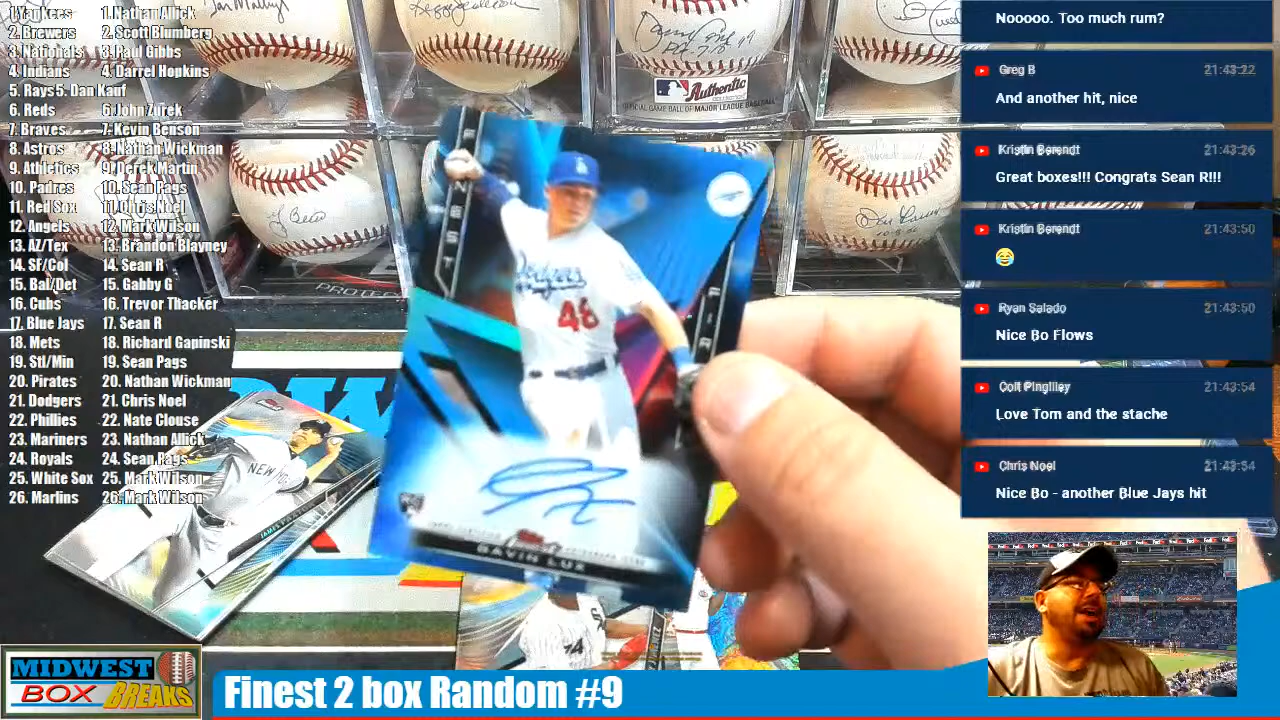 1. Yankees 1. Nathan Allick
2. Brewers 2. Scott Blumberg
3. Nationals 3. Paul Gibbs
4. Indians 4. Darrel Hopkins
5. Rays 5. Dan Kauf
6. Reds 6. John Zurek
7. Braves 7. Kevin Benson
8. Astros 8. Nathan Wickman
9. Athletics 9. Derek Martin
10. Padres 10. Sean Pags
11. Red Sox 11. Chris Noel
12. Angels 12. Mark Wilson
13. AZ/Tex 13. Brandon Blayney
14. SF/Col 14. Sean R
15. Bal/Det 15. Gabby G
16. Cubs 16. Trevor Thacker
17. Blue Jays 17. Sean R
18. Mets 18. Richard Gapinski
19. Stl/Min 19. Sean Pags
20. Pirates 20. Nathan Wickman
21. Dodgers 21. Chris Noel
22. Phillies 22. Nate Clouse
23. Mariners 23. Nathan Allick
24. Royals 24. Sean Pags
25. White Sox 25. Mark Wilson
26. Marlins 26. Mark Wilson
Authentic
OFFICIAL GAME BALL OF MAJOR LEAGUE BASEBALL
FINEST
Dodgers
48
GAVIN LUX
NEW YO
JAMES PAXTON
Nooooo. Too much rum?
Greg B 21:43:22
And another hit, nice
Kristin Berendt 21:43:26
Great boxes!!! Congrats Sean R!!!
Kristin Berendt 21:43:50
😂
Ryan Salado 21:43:50
Nice Bo Flows
Colt Pingilley 21:43:54
Love Tom and the stache
Chris Noel 21:43:54
Nice Bo - another Blue Jays hit
MIDWEST
BOX BREAKS
Finest 2 box Random #9